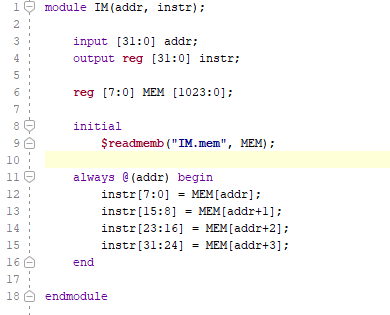 1 module IM(addr, instr);
2
3 input [31:0] addr;
4 output reg [31:0] instr;
5
6 reg [7:0] MEM [1023:0];
7
8 initial
9 $readmemb("IM.mem", MEM);
10
11 always @(addr) begin
12 instr[7:0] = MEM[addr];
13 instr[15:8] = MEM[addr+1];
14 instr[23:16] = MEM[addr+2];
15 instr[31:24] = MEM[addr+3];
16 end
17
18 endmodule